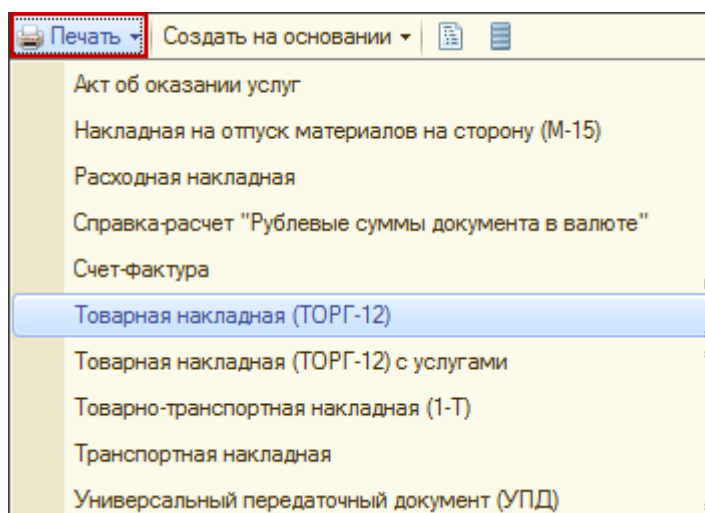 Печать Создать на основании
Акт об оказании услуг
Накладная на отпуск материалов на сторону (М-15)
Расходная накладная
Справка-расчет "Рублевые суммы документа в валюте"
Счет-фактура
Товарная накладная (ТОРГ-12)
Товарная накладная (ТОРГ-12) с услугами
Товарно-транспортная накладная (1-Т)
Транспортная накладная
Универсальный передаточный документ (УПД)